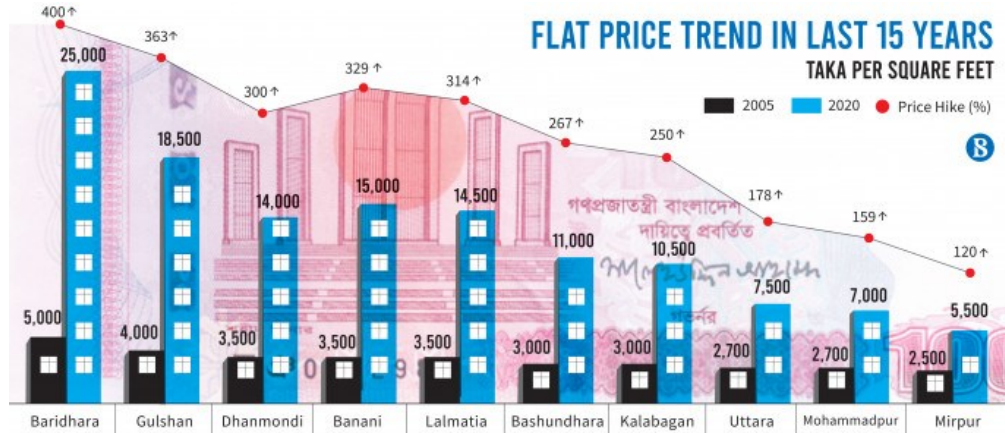 FLAT PRICE TREND IN LAST 15 YEARS
TAKA PER SQUARE FEET
2005 2020 Price Hike (%)
B
400↑ 363↑ 300↑ 329↑ 314↑ 267↑ 250↑ 178↑ 159↑ 120↑
25,000 18,500 14,000 15,000 14,500 11,000 10,500 7,500 7,000 5,500
5,000 4,000 3,500 3,500 3,500 3,000 3,000 2,700 2,700 2,500
গণপ্রজাতন্ত্রী বাংলাদেশ
দায়িত্বে প্রবর্তিত
গভর্নর
Baridhara Gulshan Dhanmondi Banani Lalmatia Bashundhara Kalabagan Uttara Mohammadpur Mirpur